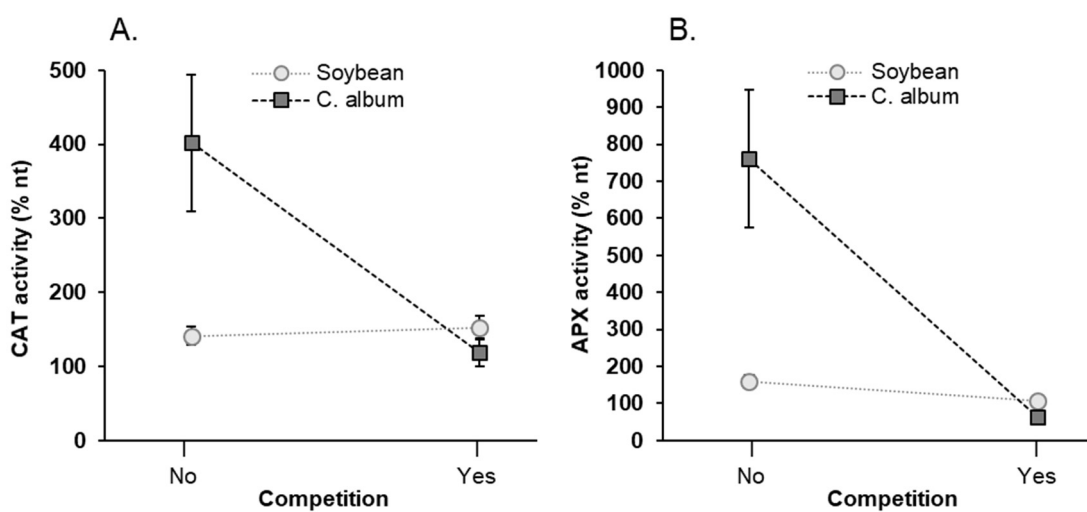 A.
Soybean
C. album
500
400
300
200
100
0
CAT activity (% nt)
No
Yes
Competition
B.
Soybean
C. album
1000
900
800
700
600
500
400
300
200
100
0
APX activity (% nt)
No
Yes
Competition